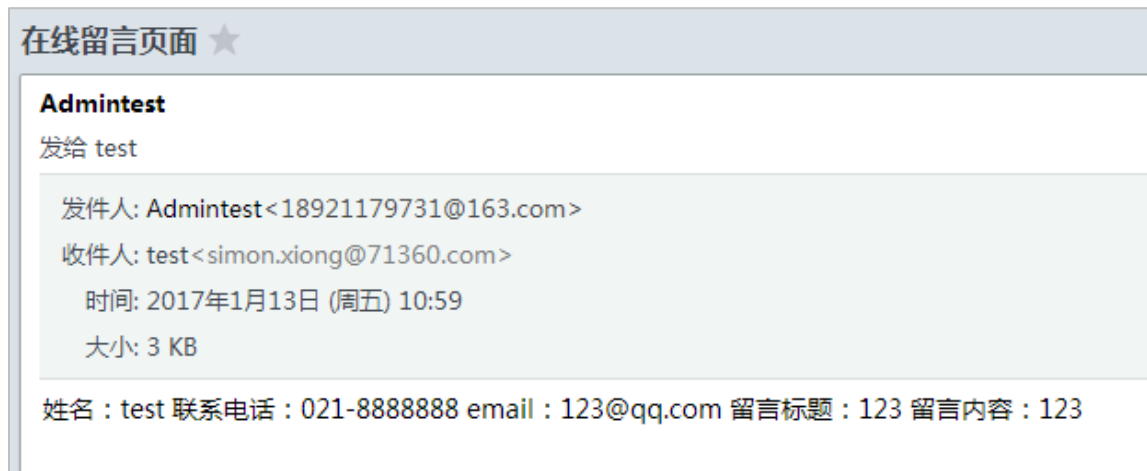 在线留言页面
Admintest
发给 test
发件人: Admintest<18921179731@163.com>
收件人: test<simon.xiong@71360.com>
时间: 2017年1月13日 (周五) 10:59
大小: 3 KB
姓名：test 联系电话：021-8888888 email：123@qq.com 留言标题：123 留言内容：123